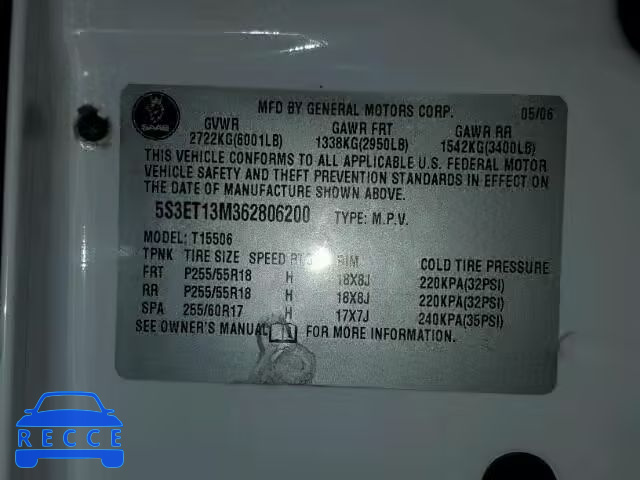 SAAB
MFD BY GENERAL MOTORS CORP. 05/06
GVWR GAWR FRT GAWR RR
2722KG(6001LB) 1338KG(2950LB) 1542KG(3400LB)
THIS VEHICLE CONFORMS TO ALL APPLICABLE U.S. FEDERAL MOTOR
VEHICLE SAFETY AND THEFT PREVENTION STANDARDS IN EFFECT ON
THE DATE OF MANUFACTURE SHOWN ABOVE.
5S3ET13M362806200 TYPE: M.P.V.
MODEL: T15506
TPNK TIRE SIZE SPEED RTG RIM COLD TIRE PRESSURE
FRT P255/55R18 H 18X8J 220KPA(32PSI)
RR P255/55R18 H 18X8J 220KPA(32PSI)
SPA 255/60R17 H 17X7J 240KPA(35PSI)
SEE OWNER'S MANUAL FOR MORE INFORMATION.
RECCE